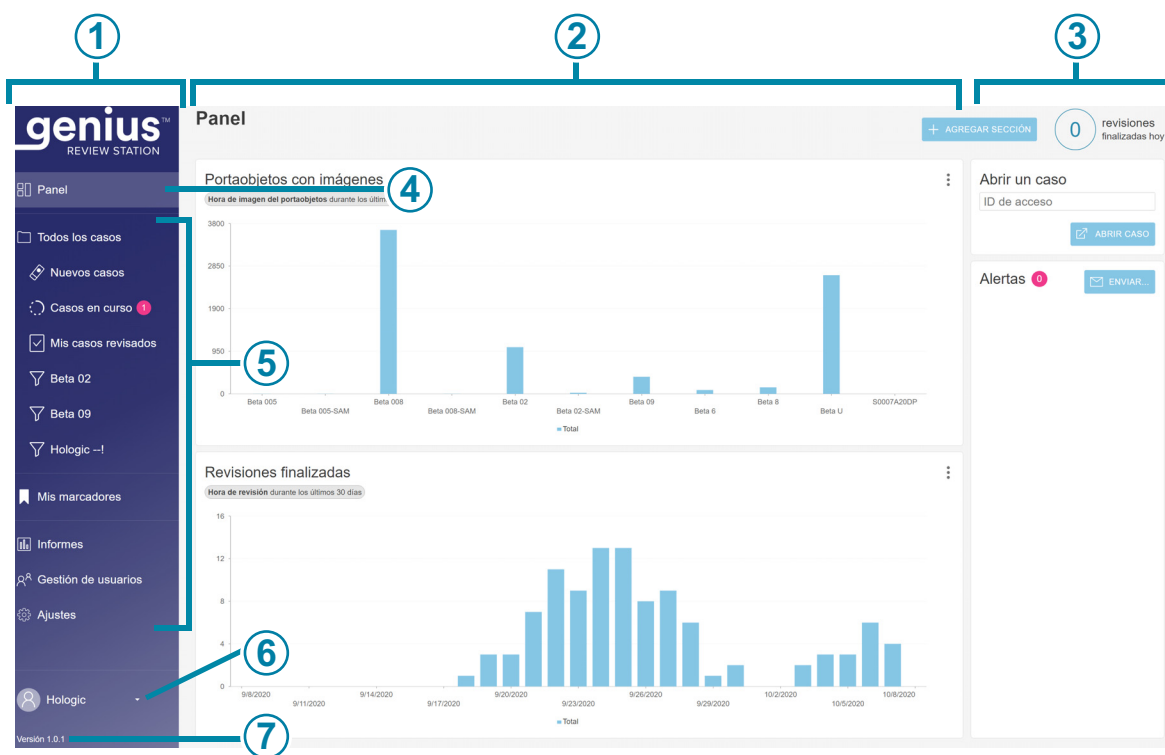 1
2
3
genius™
REVIEW STATION
Panel
Todos los casos
Nuevos casos
Casos en curso 1
Mis casos revisados
Beta 02
Beta 09
Hologic --!
Mis marcadores
Informes
Gestión de usuarios
Ajustes
Hologic
Versión 1.0.1
4
5
6
7
Panel
+ AGREGAR SECCIÓN
0 revisiones
finalizadas hoy
Portaobjetos con imágenes
Hora de imagen del portaobjetos durante los últim
3800
2850
1900
950
0
Beta 005
Beta 005-SAM
Beta 008
Beta 008-SAM
Beta 02
Beta 02-SAM
Beta 09
Beta 6
Beta 8
Beta U
S0007A20DP
Total
Revisiones finalizadas
Hora de revisión durante los últimos 30 días
16
12
8
4
0
9/8/2020
9/11/2020
9/14/2020
9/17/2020
9/20/2020
9/23/2020
9/26/2020
9/29/2020
10/2/2020
10/5/2020
10/8/2020
Total
Abrir un caso
ID de acceso
ABRIR CASO
Alertas 0
ENVIAR...